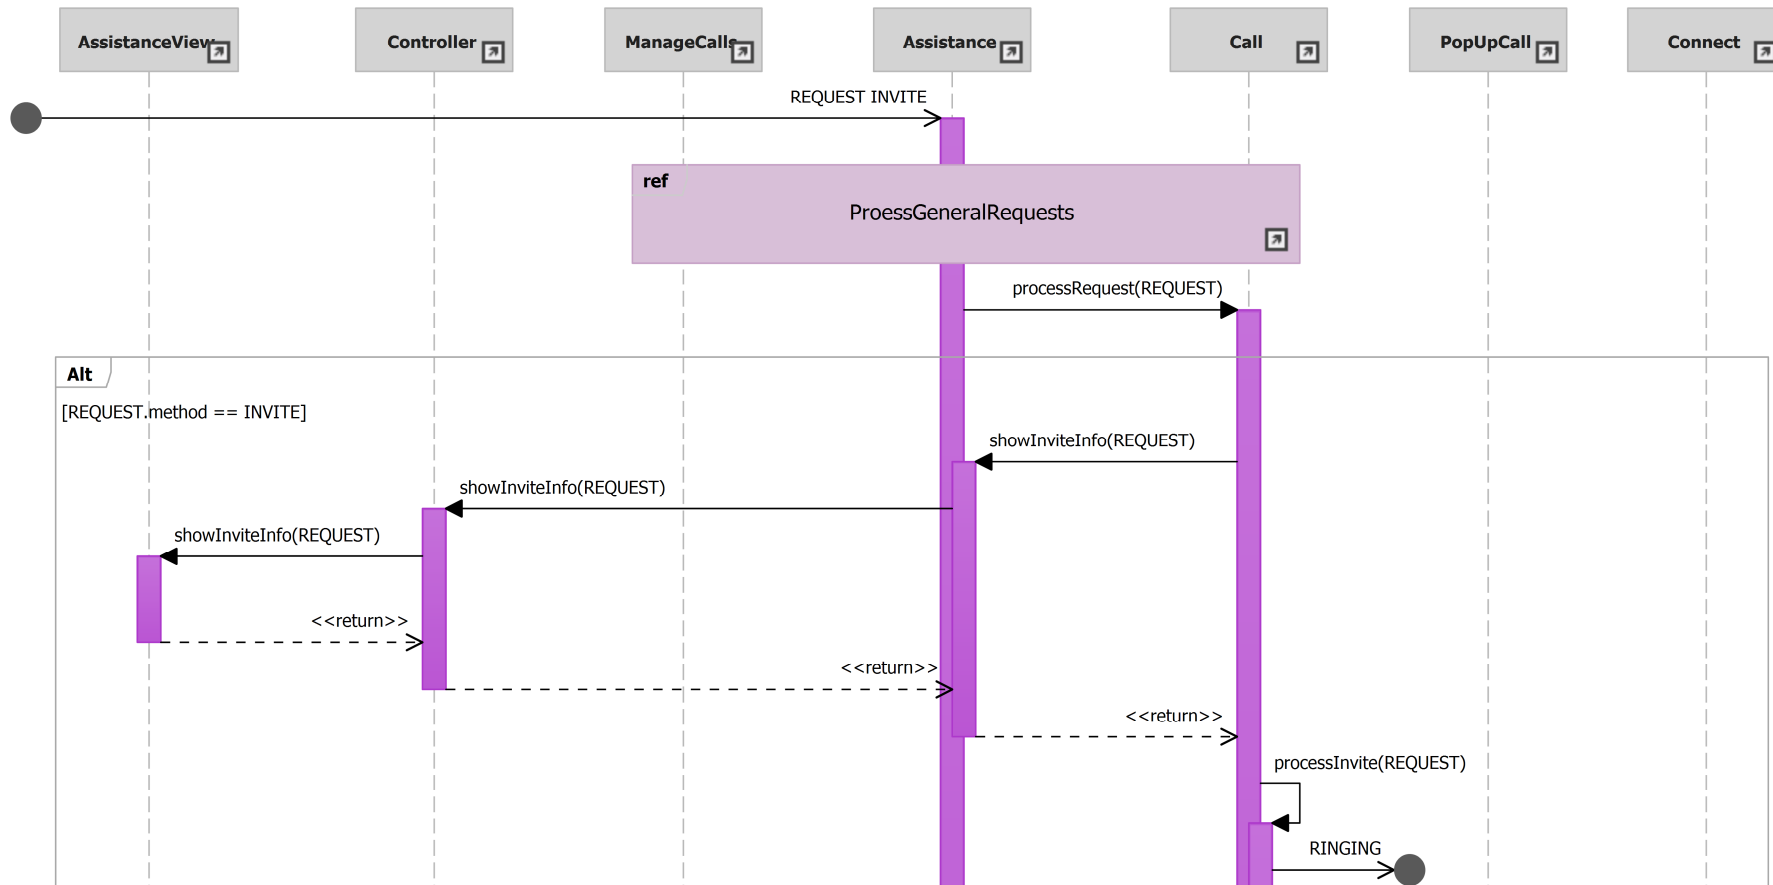 AssistanceView
Controller
ManageCalls
Assistance
Call
PopUpCall
Connect
REQUEST INVITE
ref
ProessGeneralRequests
processRequest(REQUEST)
Alt
[REQUEST.method == INVITE]
showInviteInfo(REQUEST)
showInviteInfo(REQUEST)
showInviteInfo(REQUEST)
<<return>>
<<return>>
<<return>>
processInvite(REQUEST)
RINGING